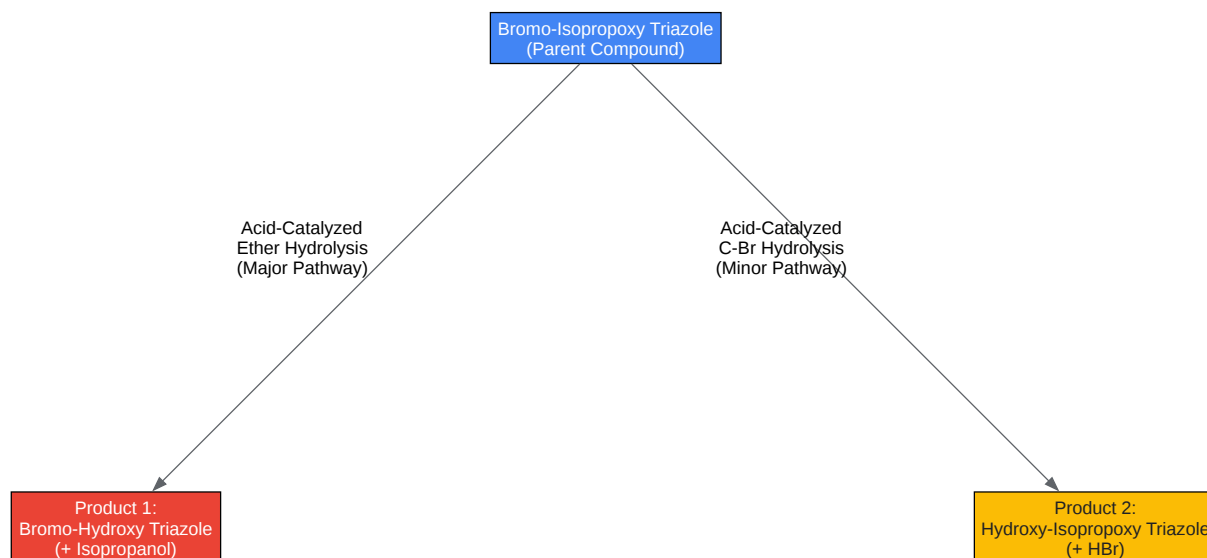 Bromo-Isopropoxy Triazole
(Parent Compound)
Acid-Catalyzed
Ether Hydrolysis
(Major Pathway)
Acid-Catalyzed
C-Br Hydrolysis
(Minor Pathway)
Product 1:
Bromo-Hydroxy Triazole
(+ Isopropanol)
Product 2:
Hydroxy-Isopropoxy Triazole
(+ HBr)